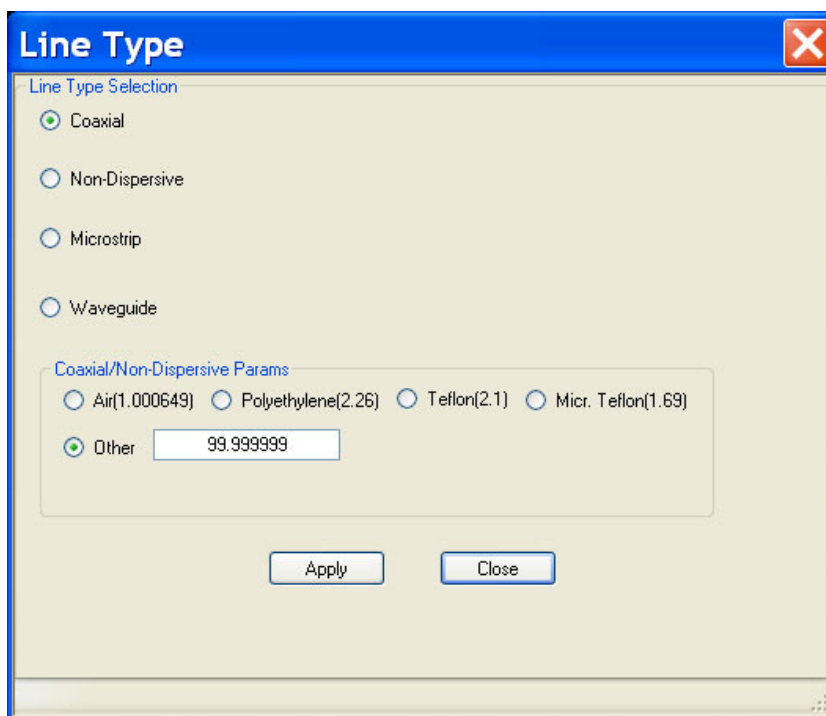 Line Type
Line Type Selection
Coaxial
Non-Dispersive
Microstrip
Waveguide
Coaxial/Non-Dispersive Params
Air(1.000649) Polyethylene(2.26) Teflon(2.1) Micr. Teflon(1.69)
Other 99.999999
Apply Close